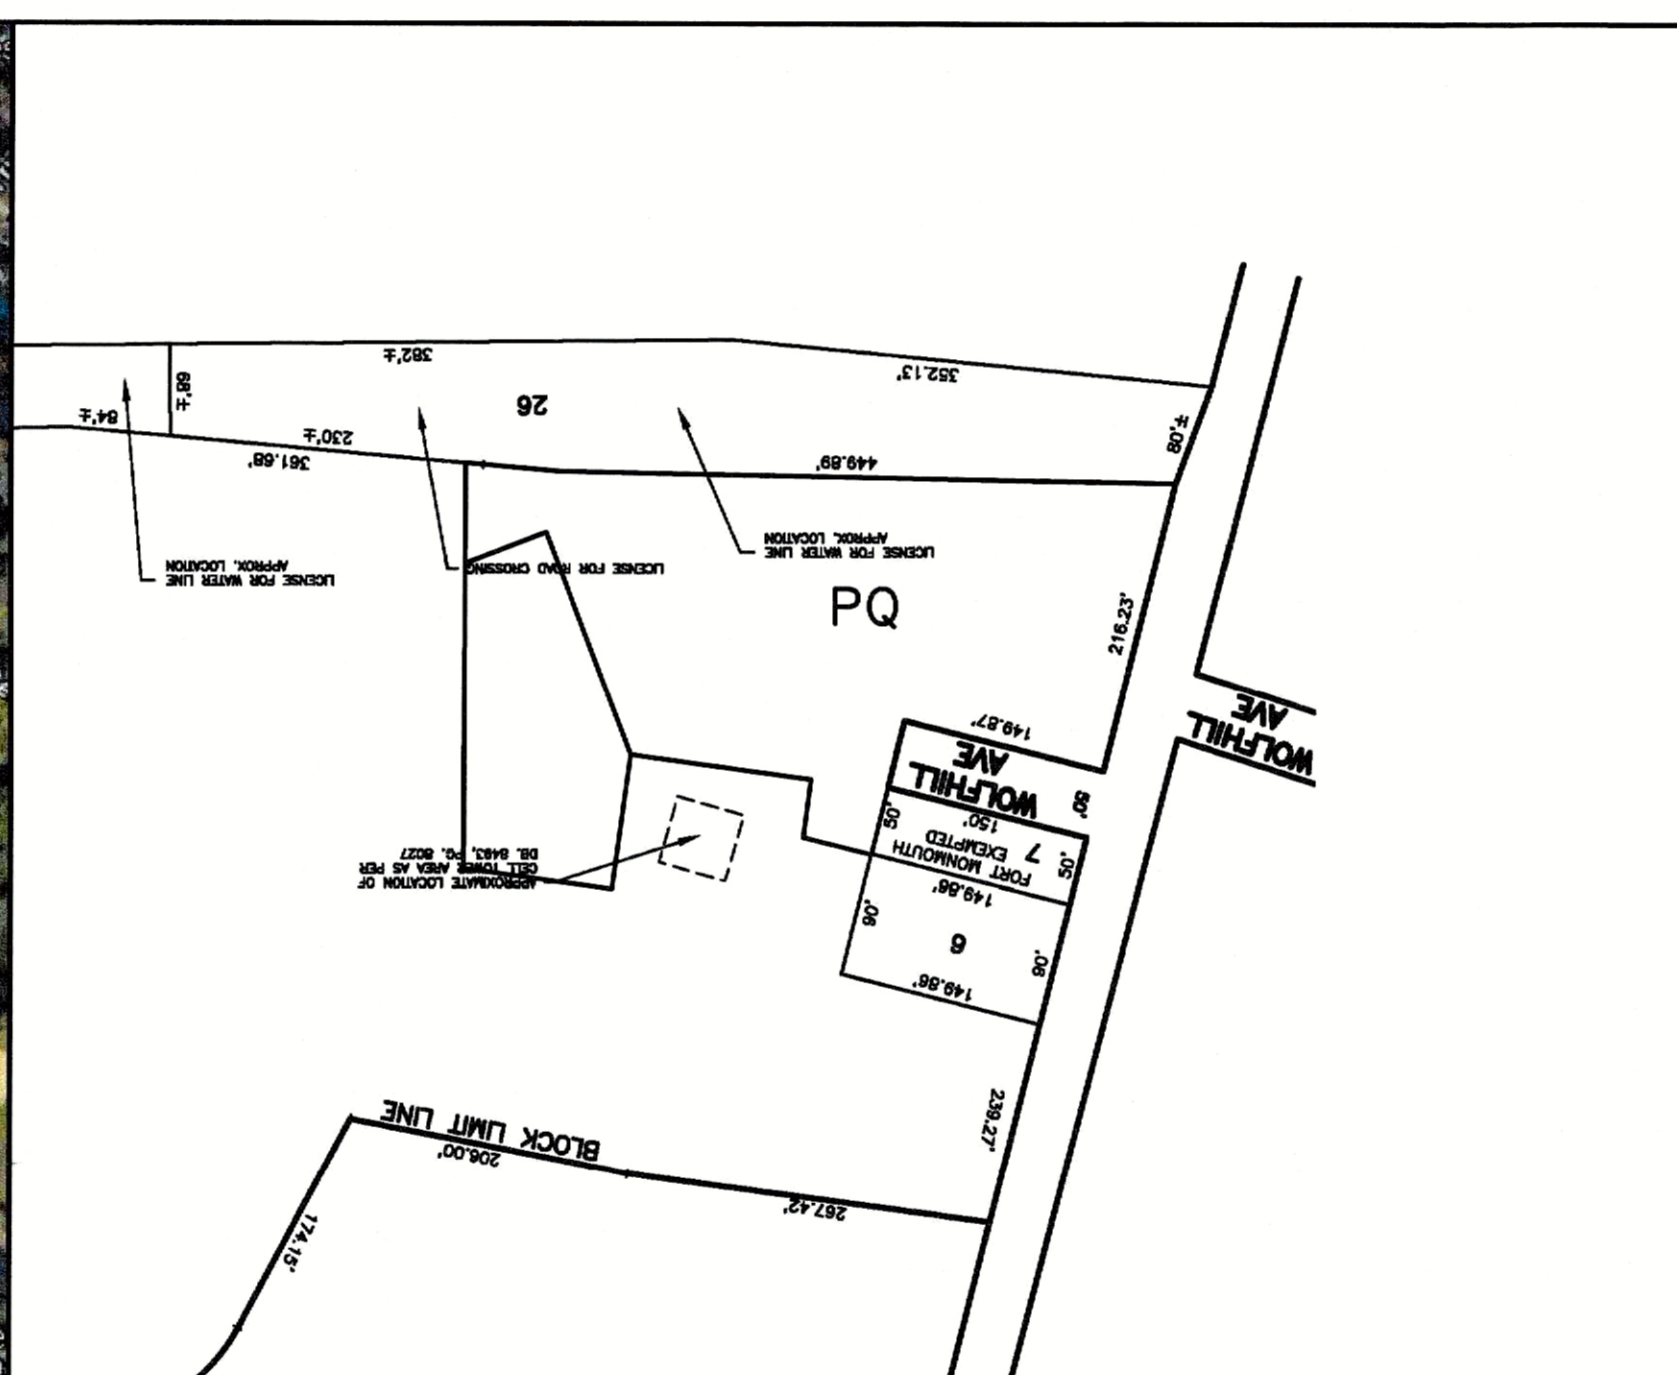 382'±
352.13'
68'±
26
80'±
84'±
230'±
361.68'
449.89'
LICENSE FOR WATER LINE
APPROX. LOCATION
LICENSE FOR ROAD CROSSING
LICENSE FOR WATER LINE
APPROX. LOCATION
PQ
216.23'
149.87'
WOLFHILL
AVE
WOLFHILL
AVE
50'
150'
50'
7
FORT MONMOUTH
EXEMPTED
50'
149.86'
APPROXIMATE LOCATION OF
CELL TOWER AREA AS PER
DB. 8493, PG. 8027
90'
6
90'
149.86'
239.27'
BLOCK LIMIT LINE
206.00'
267.42'
174.15'